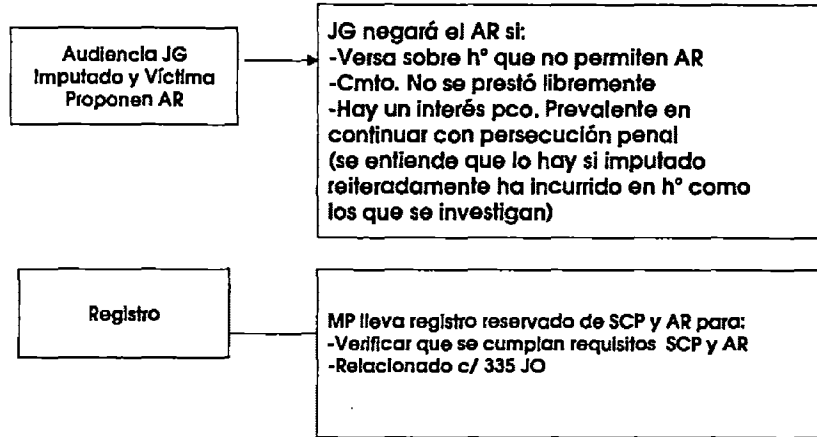 Audiencia JG
Imputado y Víctima
Proponen AR
JG negará el AR si:
-Versa sobre hº que no permiten AR
-Cmto. No se prestó libremente
-Hay un interés pco. Prevalente en
continuar con persecución penal
(se entiende que lo hay si imputado
reiteradamente ha incurrido en hº como
los que se investigan)
Registro
MP lleva registro reservado de SCP y AR para:
-Verificar que se cumplan requisitos SCP y AR
-Relacionado c/ 335 JO